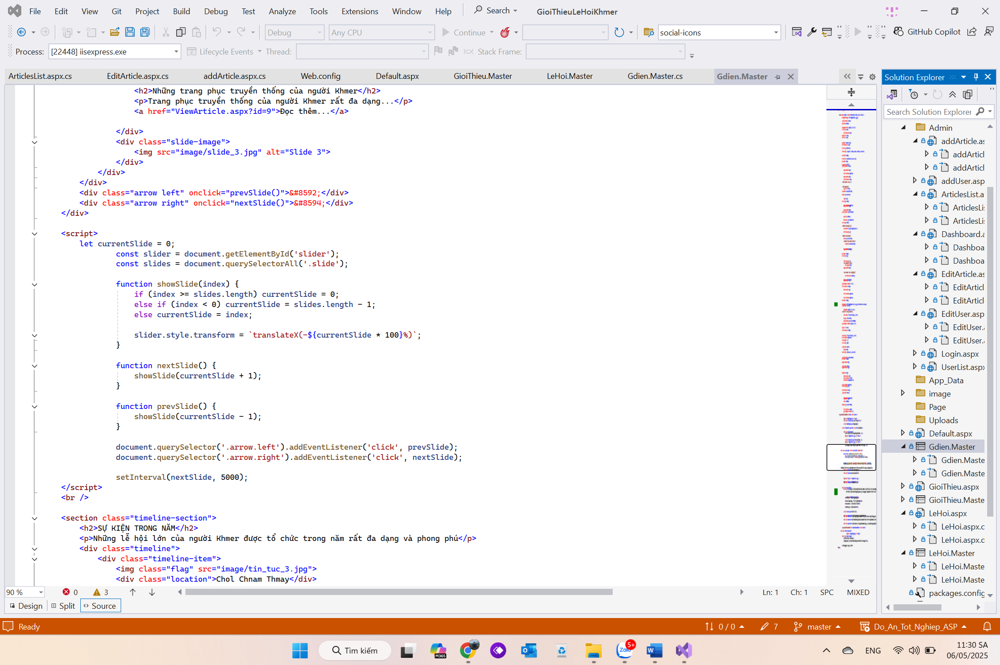 File Edit View Git Project Build Debug Test Analyze Tools Extensions Window Help Search GioiThieuLeHoiKhmer
Debug Any CPU Continue social-icons GitHub Copilot
Process: [22448] iisexpress.exe Lifecycle Events Thread: Stack Frame:
ArticlesList.aspx.cs EditArticle.aspx.cs addArticle.aspx.cs Web.config Default.aspx GioiThieu.Master LeHoi.Master Gdien.Master.cs Gdien.Master
<h2>Những trang phục truyền thống của người Khmer</h2>
<p>Trang phục truyền thống của người Khmer rất đa dạng...</p>
<a href="ViewArticle.aspx?id=9">Đọc thêm...</a>
</div>
<div class="slide-image">
<img src="image/slide_3.jpg" alt="Slide 3">
</div>
</div>
</div>
<div class="arrow left" onclick="prevSlide()">&#8592;</div>
<div class="arrow right" onclick="nextSlide()">&#8594;</div>
</div>
<script>
let currentSlide = 0;
const slider = document.getElementById('slider');
const slides = document.querySelectorAll('.slide');
function showSlide(index) {
if (index >= slides.length) currentSlide = 0;
else if (index < 0) currentSlide = slides.length - 1;
else currentSlide = index;
slider.style.transform = `translateX(-${currentSlide * 100}%)`;
}
function nextSlide() {
showSlide(currentSlide + 1);
}
function prevSlide() {
showSlide(currentSlide - 1);
}
document.querySelector('.arrow.left').addEventListener('click', prevSlide);
document.querySelector('.arrow.right').addEventListener('click', nextSlide);
setInterval(nextSlide, 5000);
</script>
<br />
<section class="timeline-section">
<h2>SỰ KIỆN TRONG NĂM</h2>
<p>Những lễ hội lớn của người Khmer được tổ chức trong năm rất đa dạng và phong phú</p>
<div class="timeline">
<div class="timeline-item">
<img class="flag" src="image/tin_tuc_3.jpg">
<div class="location">Chol Chnam Thmay</div>
90 % 0 3 Ln: 1 Ch: 1 SPC MIXED
Design Split Source
Solution Explorer
Search Solution Explorer
Admin
addArticle.as
addArticl
addArticl
addUser.asp
ArticlesList.a
ArticlesLis
ArticlesLis
Dashboard.a
Dashboa
Dashboa
EditArticle.as
EditArticl
EditArticl
EditUser.asp
EditUser.a
EditUser.a
Login.aspx
UserList.aspx
App_Data
image
Page
Uploads
Default.aspx
Gdien.Master
Gdien.Maste
Gdien.Maste
GioiThieu.aspx
GioiThieu.Maste
LeHoi.aspx
LeHoi.aspx.c
LeHoi.aspx.c
LeHoi.Master
LeHoi.Maste
LeHoi.Maste
packages.config
Ready 0 / 0 7 master Do_An_Tot_Nghiep_ASP
Tìm kiếm M365 Zalo 5+ ENG 11:30 SA
06/05/2025